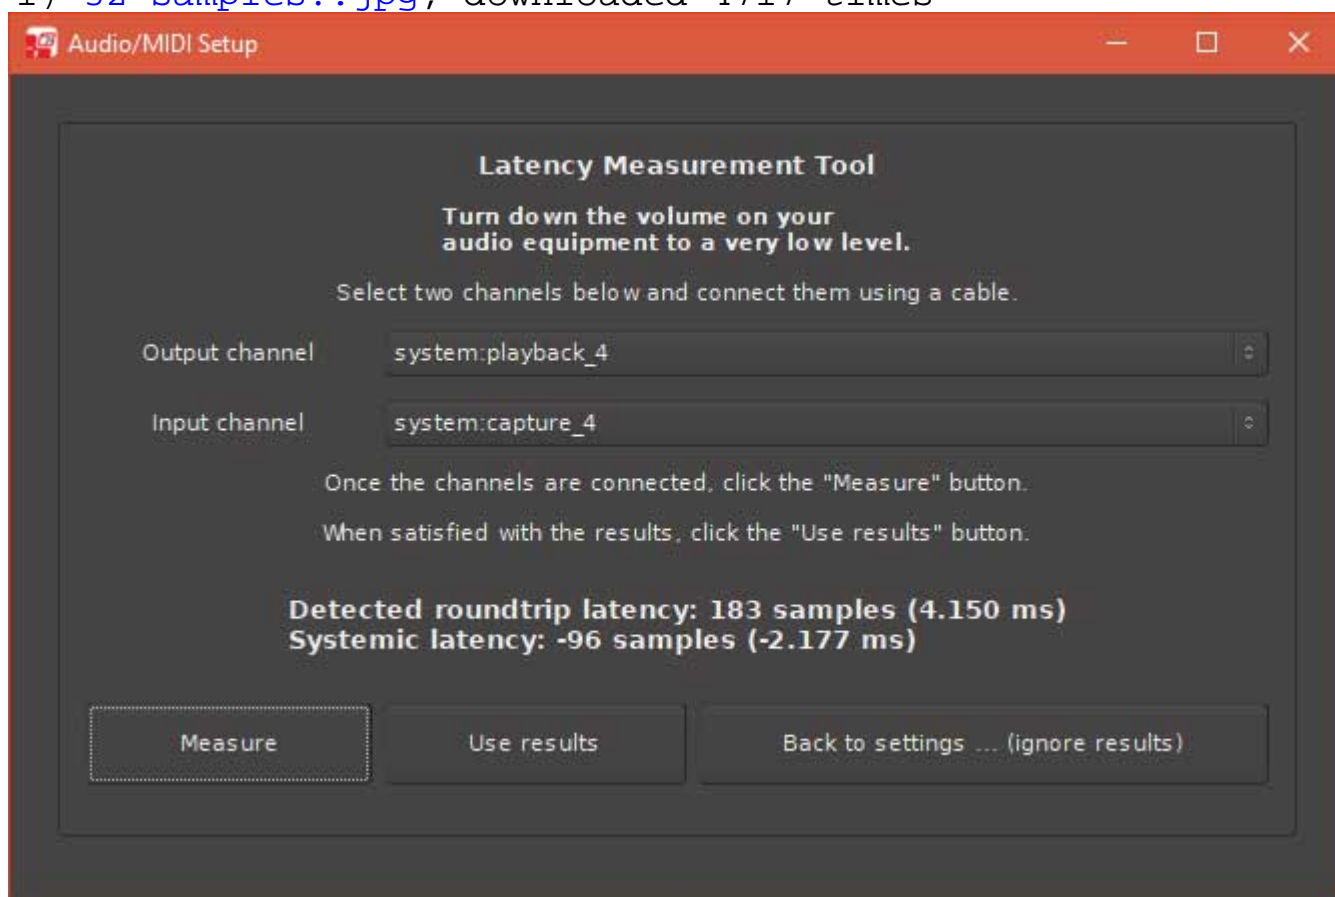 downloaded
times
Audio/MIDI Setup
Latency Measurement Tool
Turn down the volume on your
audio equipment to a very low level.
Select two channels below and connect them using a cable.
Output channel system:playback_4
Input channel system:capture_4
Once the channels are connected, click the "Measure" button.
When satisfied with the results, click the "Use results" button.
Detected roundtrip latency: 183 samples (4.150 ms)
Systemic latency: -96 samples (-2.177 ms)
Measure Use results Back to settings ... (ignore results)